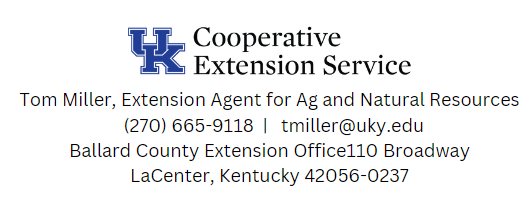 UK Cooperative
Extension Service
Tom Miller, Extension Agent for Ag and Natural Resources
(270) 665-9118 | tmiller@uky.edu
Ballard County Extension Office110 Broadway
LaCenter, Kentucky 42056-0237